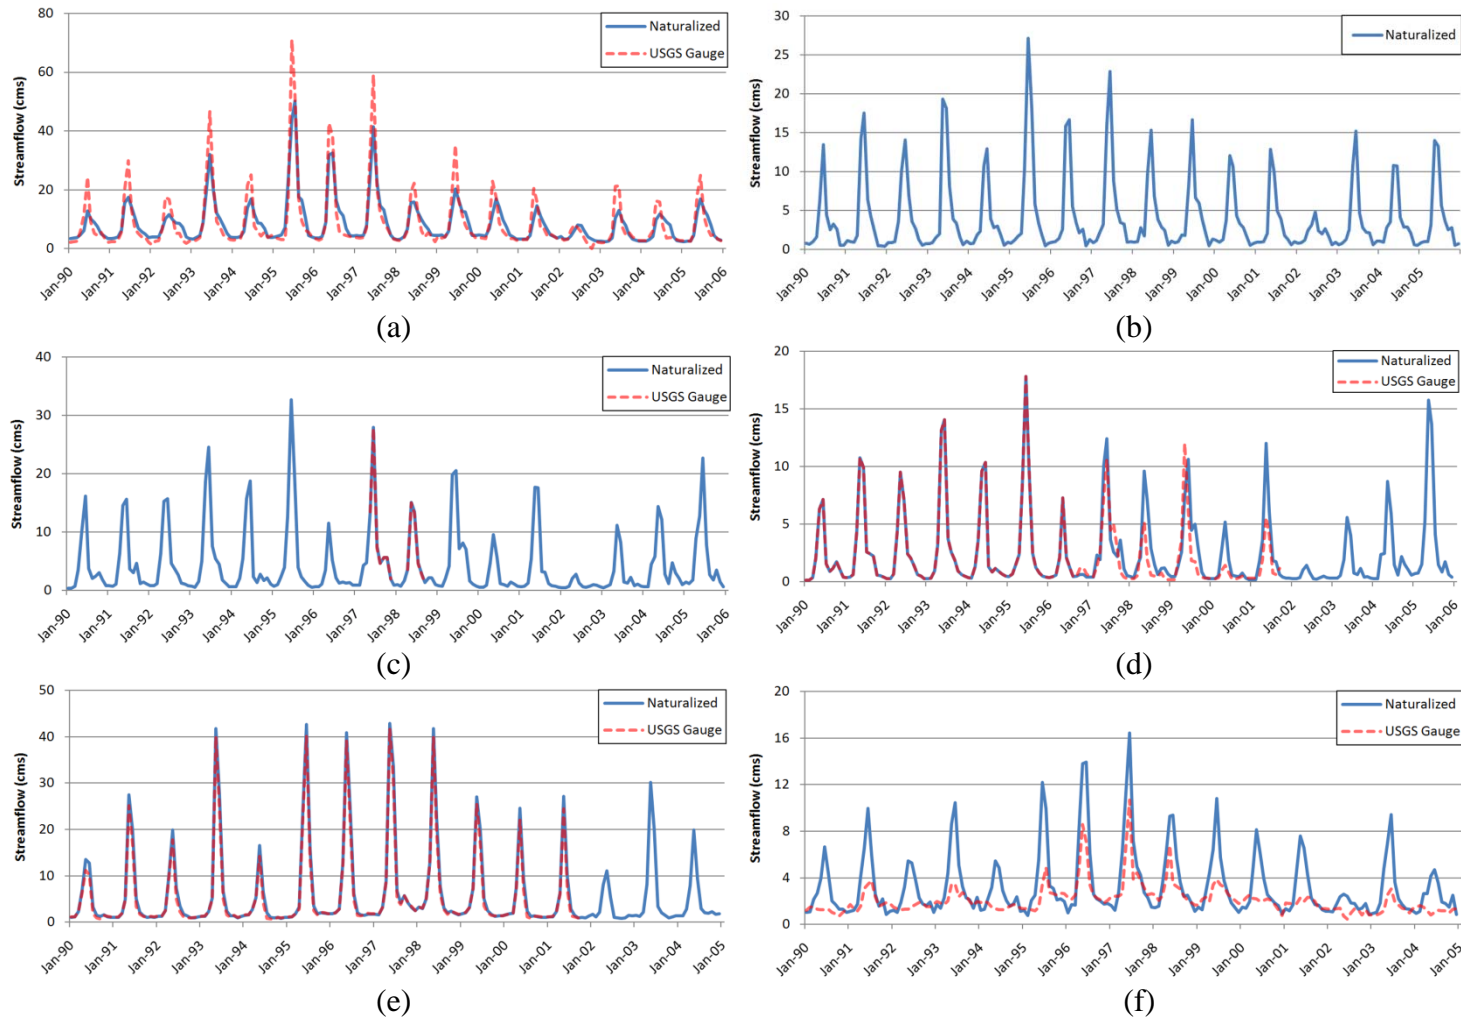 80
60
40
20
0
Streamflow (cms)
Naturalized
USGS Gauge
Jan-90
Jan-91
Jan-92
Jan-93
Jan-94
Jan-95
Jan-96
Jan-97
Jan-98
Jan-99
Jan-00
Jan-01
Jan-02
Jan-03
Jan-04
Jan-05
Jan-06
(a)
30
25
20
15
10
5
0
Streamflow (cms)
Naturalized
Jan-90
Jan-91
Jan-92
Jan-93
Jan-94
Jan-95
Jan-96
Jan-97
Jan-98
Jan-99
Jan-00
Jan-01
Jan-02
Jan-03
Jan-04
Jan-05
(b)
40
30
20
10
0
Streamflow (cms)
Naturalized
USGS Gauge
Jan-90
Jan-91
Jan-92
Jan-93
Jan-94
Jan-95
Jan-96
Jan-97
Jan-98
Jan-99
Jan-00
Jan-01
Jan-02
Jan-03
Jan-04
Jan-05
Jan-06
(c)
20
15
10
5
0
Streamflow (cms)
Naturalized
USGS Gauge
Jan-90
Jan-91
Jan-92
Jan-93
Jan-94
Jan-95
Jan-96
Jan-97
Jan-98
Jan-99
Jan-00
Jan-01
Jan-02
Jan-03
Jan-04
Jan-05
Jan-06
(d)
50
40
30
20
10
0
Streamflow (cms)
Naturalized
USGS Gauge
Jan-90
Jan-91
Jan-92
Jan-93
Jan-94
Jan-95
Jan-96
Jan-97
Jan-98
Jan-99
Jan-00
Jan-01
Jan-02
Jan-03
Jan-04
Jan-05
(e)
20
16
12
8
4
0
Streamflow (cms)
Naturalized
USGS Gauge
Jan-90
Jan-91
Jan-92
Jan-93
Jan-94
Jan-95
Jan-96
Jan-97
Jan-98
Jan-99
Jan-00
Jan-01
Jan-02
Jan-03
Jan-04
Jan-05
(f)